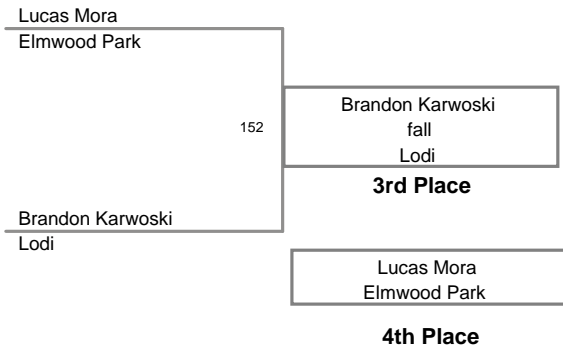 Lucas Mora
Elmwood Park
152
Brandon Karwoski
fall
Lodi
3rd Place
Brandon Karwoski
Lodi
Lucas Mora
Elmwood Park
4th Place